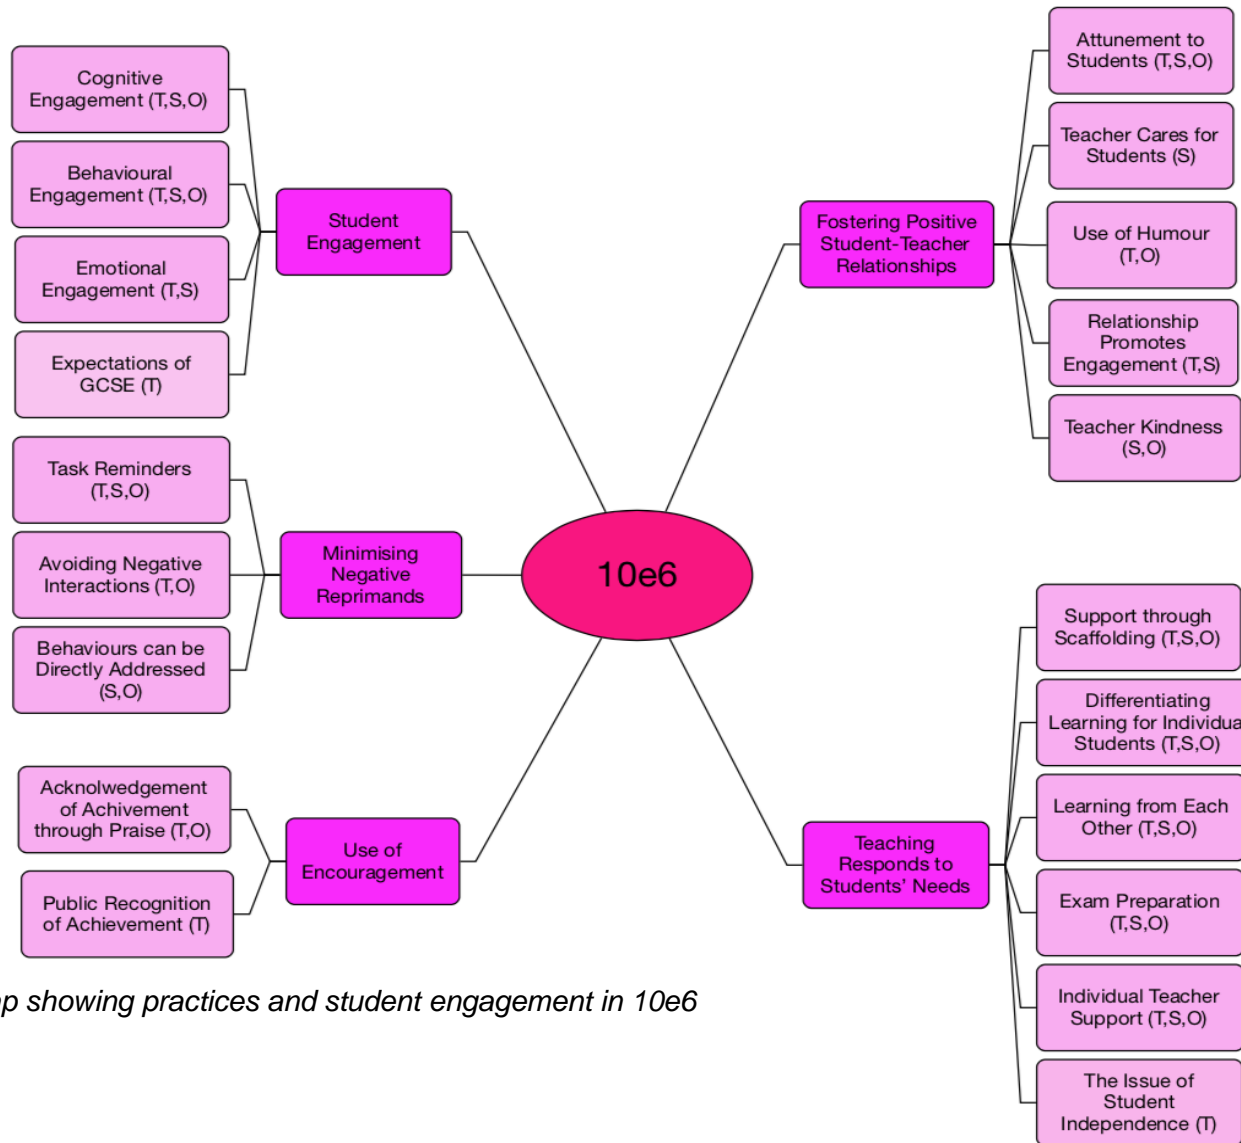 Cognitive
Engagement (T,S,O)
Behavioural
Engagement (T,S,O)
Emotional
Engagement (T,S)
Expectations of
GCSE (T)
Student
Engagement
Task Reminders
(T,S,O)
Avoiding Negative
Interactions (T,O)
Behaviours can be
Directly Addressed
(S,O)
Minimising
Negative
Reprimands
Acknolwedgement
of Achivement
through Praise (T,O)
Public Recognition
of Achievement (T)
Use of
Encouragement
10e6
Fostering Positive
Student-Teacher
Relationships
Attunement to
Students (T,S,O)
Teacher Cares for
Students (S)
Use of Humour
(T,O)
Relationship
Promotes
Engagement (T,S)
Teacher Kindness
(S,O)
Teaching
Responds to
Students' Needs
Support through
Scaffolding (T,S,O)
Differentiating
Learning for Individua
Students (T,S,O)
Learning from Each
Other (T,S,O)
Exam Preparation
(T,S,O)
Individual Teacher
Support (T,S,O)
The Issue of
Student
Independence (T)
showing practices and student engagement in 10e6